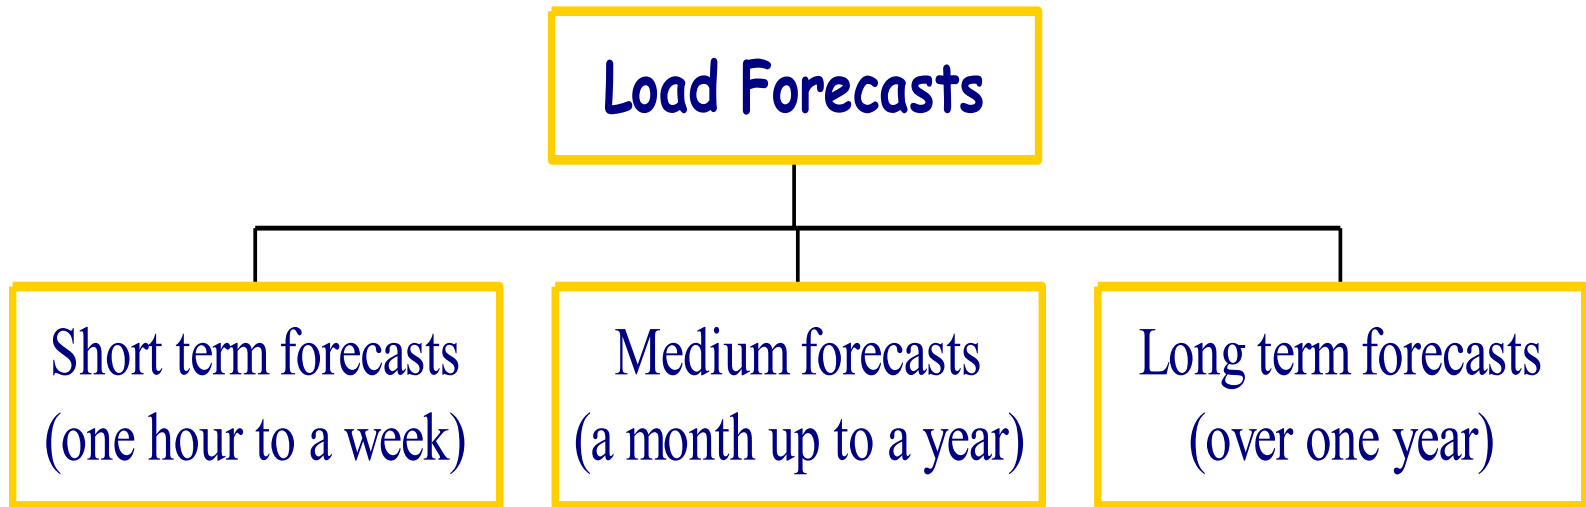 Load Forecasts
Short term forecasts
(one hour to a week)
Medium forecasts
(a month up to a year)
Long term forecasts
(over one year)